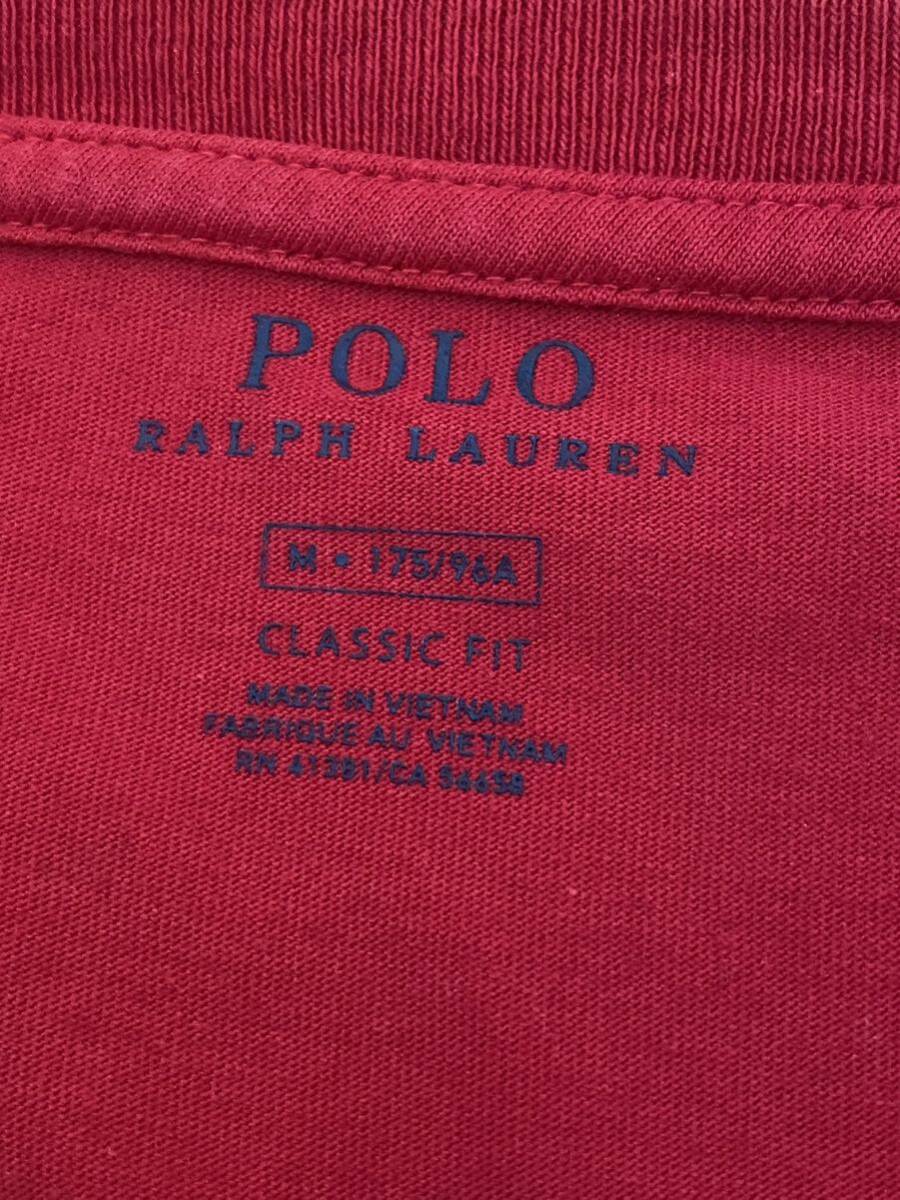 POLO
RALPH LAUREN
M • 175/96A
CLASSIC FIT
MADE IN VIETNAM
FABRIQUE AU VIETNAM
RN 41381/CA 56658